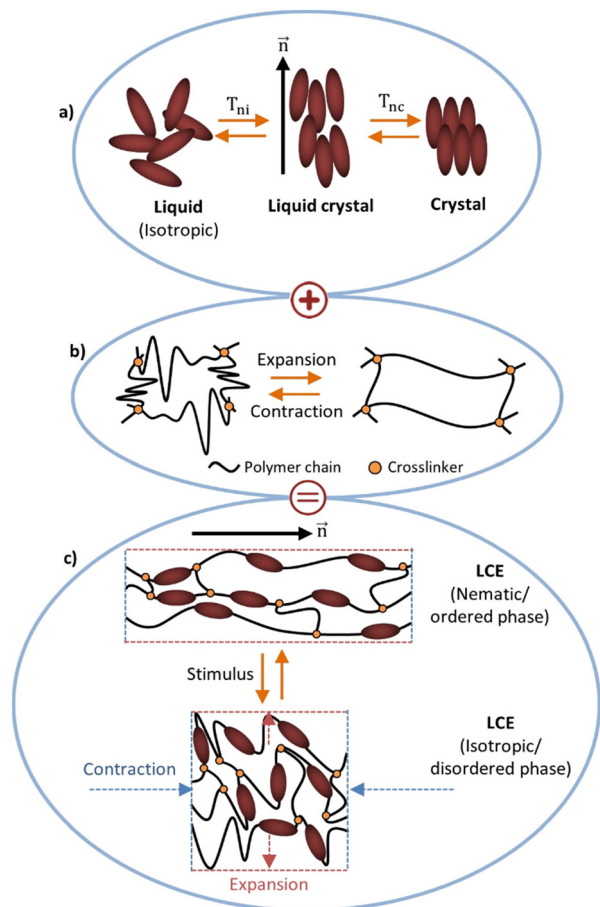 n⃗
a)
T_ni
T_nc
Liquid
(Isotropic)
Liquid crystal
Crystal
+
b)
Expansion
Contraction
Polymer chain
Crosslinker
=
n⃗
c)
LCE
(Nematic/
ordered phase)
Stimulus
LCE
(Isotropic/
disordered phase)
Contraction
Expansion